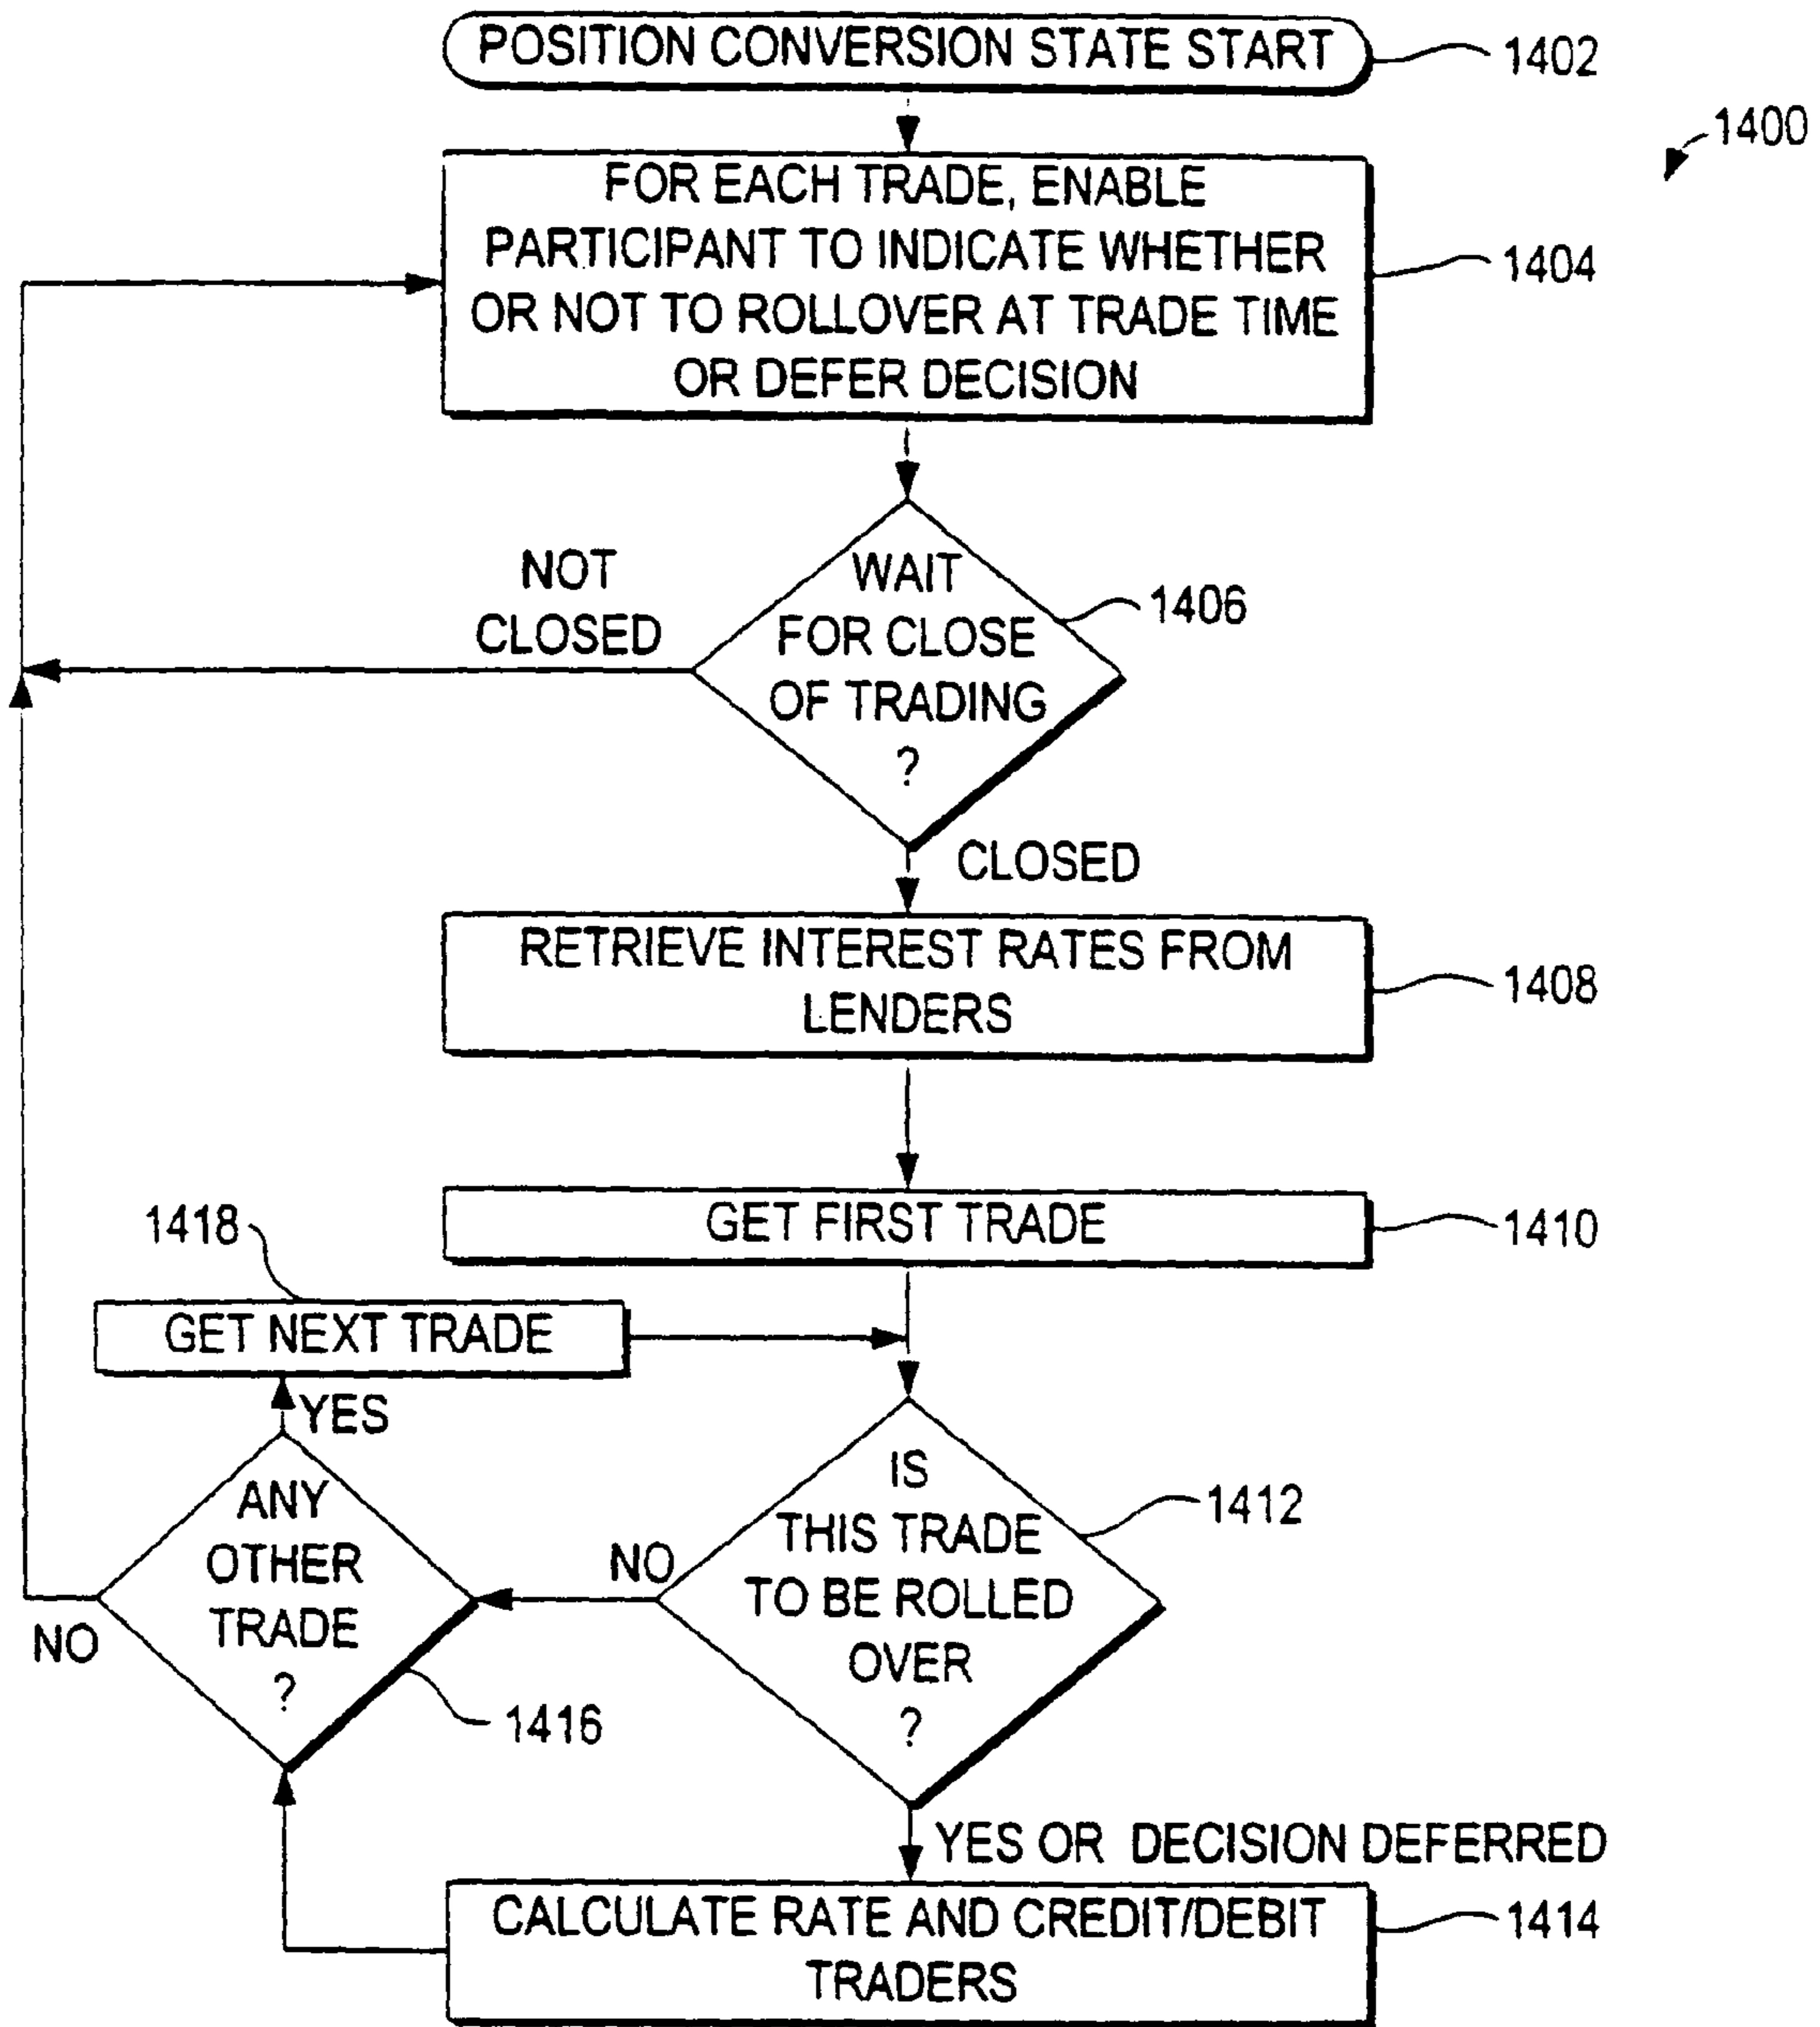 POSITION CONVERSION STATE START
1402
1400
FOR EACH TRADE, ENABLE
PARTICIPANT TO INDICATE WHETHER
OR NOT TO ROLLOVER AT TRADE TIME
OR DEFER DECISION
1404
NOT
CLOSED
WAIT
FOR CLOSE
OF TRADING
?
1406
CLOSED
RETRIEVE INTEREST RATES FROM
LENDERS
1408
GET FIRST TRADE
1410
1418
GET NEXT TRADE
YES
ANY
OTHER
TRADE
?
NO
1416
NO
IS
THIS TRADE
TO BE ROLLED
OVER
?
1412
YES OR DECISION DEFERRED
CALCULATE RATE AND CREDIT/DEBIT
TRADERS
1414